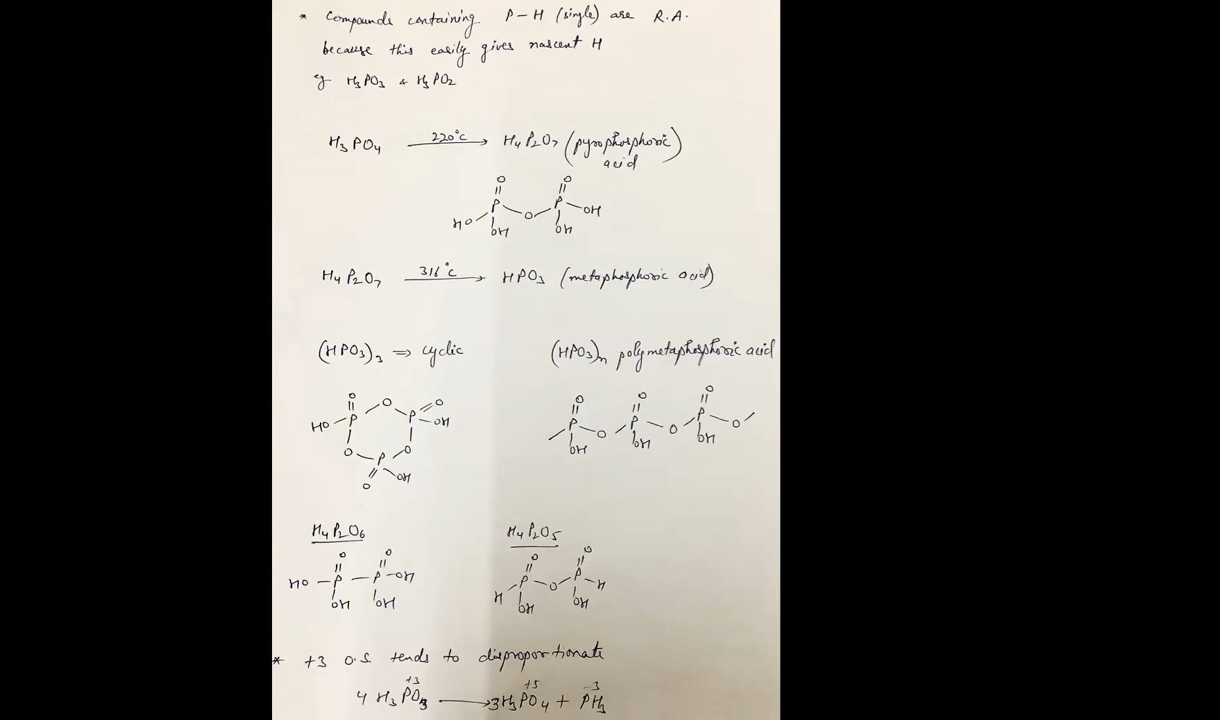 * Compounds containing P-H (single) are R.A.
because this easily gives nascent H
eg H₃PO₃ & H₃PO₂
H₃PO₄ 220°C → H₄P₂O₇ (pyrophosphoric
acid)
O O
|| ||
HO P O P OH
OH OH
H₄P₂O₇ 316°C → HPO₃ (metaphosphoric acid)
(HPO₃)₃ ⇒ cyclic (HPO₃)n polymetaphosphoric acid
O O O O O O
HO P P OH P O P O P O
O O OH OH OH
P
O OH
H₄P₂O₆ H₄P₂O₅
O O O O
HO - P - P - OH H P O P H
OH OH OH OH
* +3 O.S. tends to disproportionate
+3 +5 -3
4 H₃PO₃ → 3H₃PO₄ + PH₃